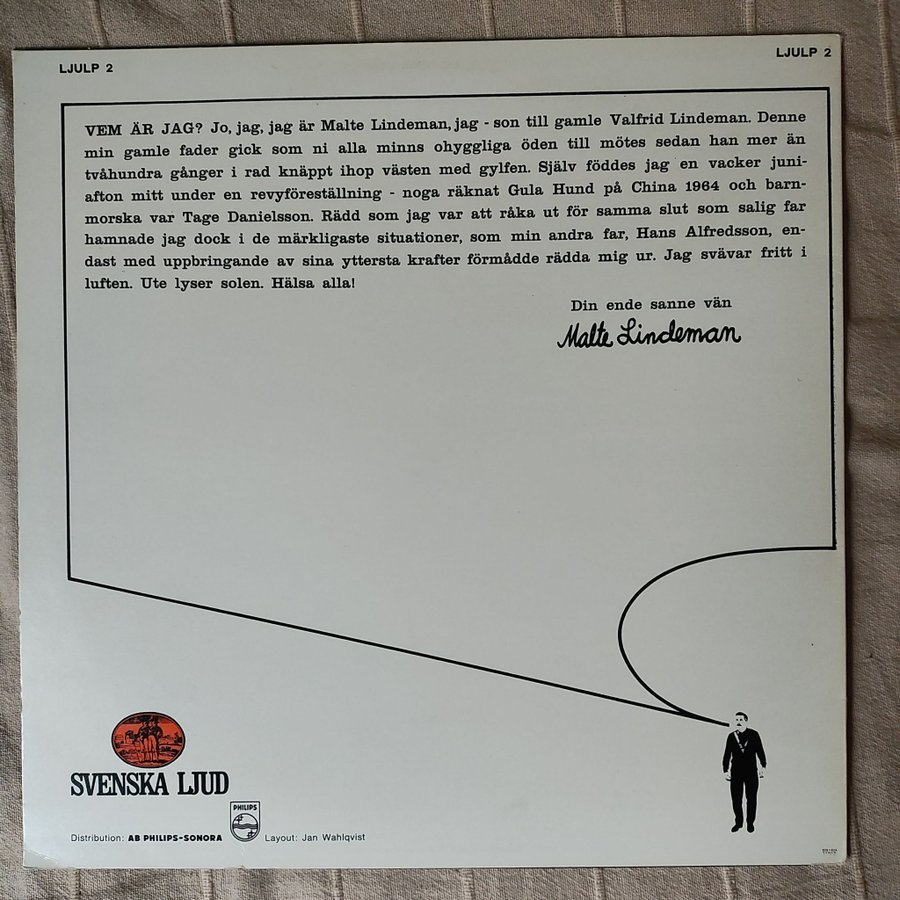 LJULP 2
LJULP 2
VEM ÄR JAG? Jo, jag, jag är Malte Lindeman, jag - son till gamle Valfrid Lindeman. Denne
min gamle fader gick som ni alla minns ohyggliga öden till mötes sedan han mer än
tvåhundra gånger i rad knäppt ihop västen med gylfen. Själv föddes jag en vacker juni-
afton mitt under en revyföreställning - noga räknat Gula Hund på China 1964 och barn-
morska var Tage Danielsson. Rädd som jag var att råka ut för samma slut som salig far
hamnade jag dock i de märkligaste situationer, som min andra far, Hans Alfredsson, en-
dast med uppbringande av sina yttersta krafter förmådde rädda mig ur. Jag svävar fritt i
luften. Ute lyser solen. Hälsa alla!
Din ende sanne vän
Malte Lindeman
SVENSKA LJUD
PHILIPS
Distribution: AB PHILIPS-SONORA
Layout: Jan Wahlqvist